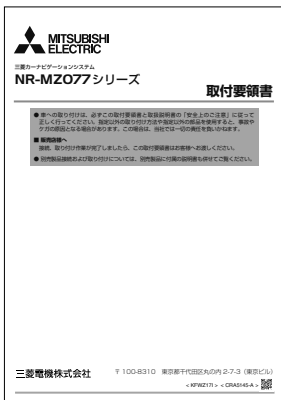 MITSUBISHI
ELECTRIC
三菱カーナビゲーションシステム
NR-MZ077シリーズ
取付要領書
● 車への取り付けは、必ずこの取付要領書と取扱説明書の「安全上のご注意」に従って
正しく行ってください。指定以外の取り付け方法や指定以外の部品を使用すると、事故や
ケガの原因となる場合があります。この場合は、当社では一切の責任を負いかねます。
■ 販売店様へ
接続、取り付け作業が完了しましたら、この取付要領書はお客様へお渡しください。
● 別売製品接続および取り付けについては、別売製品に付属の説明書も併せてご覧ください。
三菱電機株式会社 〒100-8310 東京都千代田区丸の内 2-7-3（東京ビル）
< KFWZ17I > < CRA5145-A >